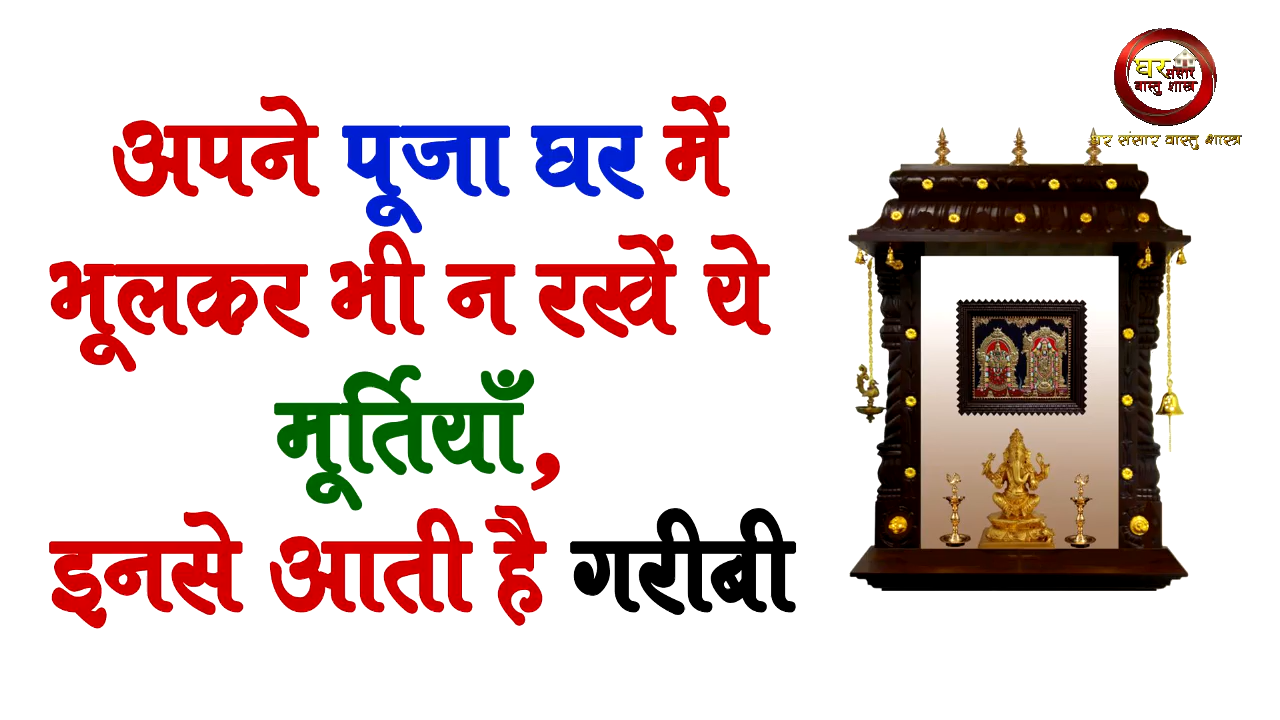 अपने पूजा घर में
भूलकर भी न रखें ये
मूर्तियाँ,
इनसे आती है गरीबी
घर
संसार
वास्तु शास्त्र
घर संसार वास्तु शास्त्र